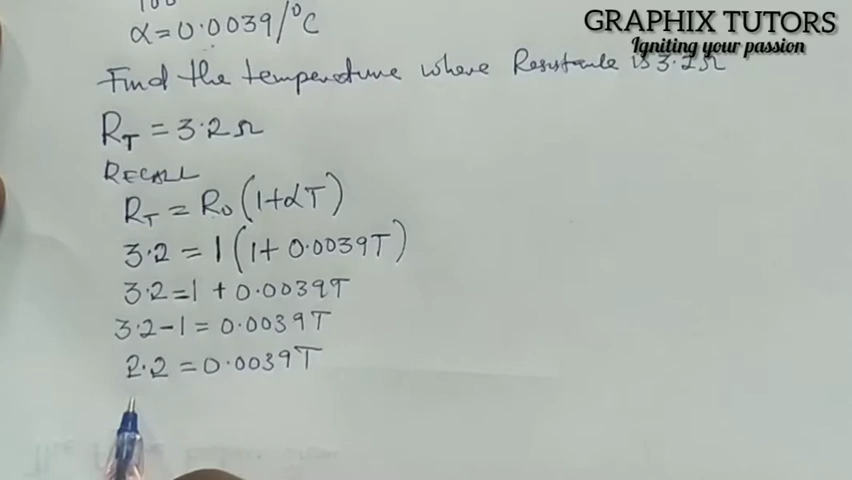 GRAPHIX TUTORS
Igniting your passion
α = 0.0039/°C
Find the temperature where Resistance is 3.2Ω
R_T = 3.2Ω
RECALL
R_T = R_0 (1+αT)
3.2 = 1 (1 + 0.0039T)
3.2 = 1 + 0.0039T
3.2 - 1 = 0.0039T
2.2 = 0.0039T